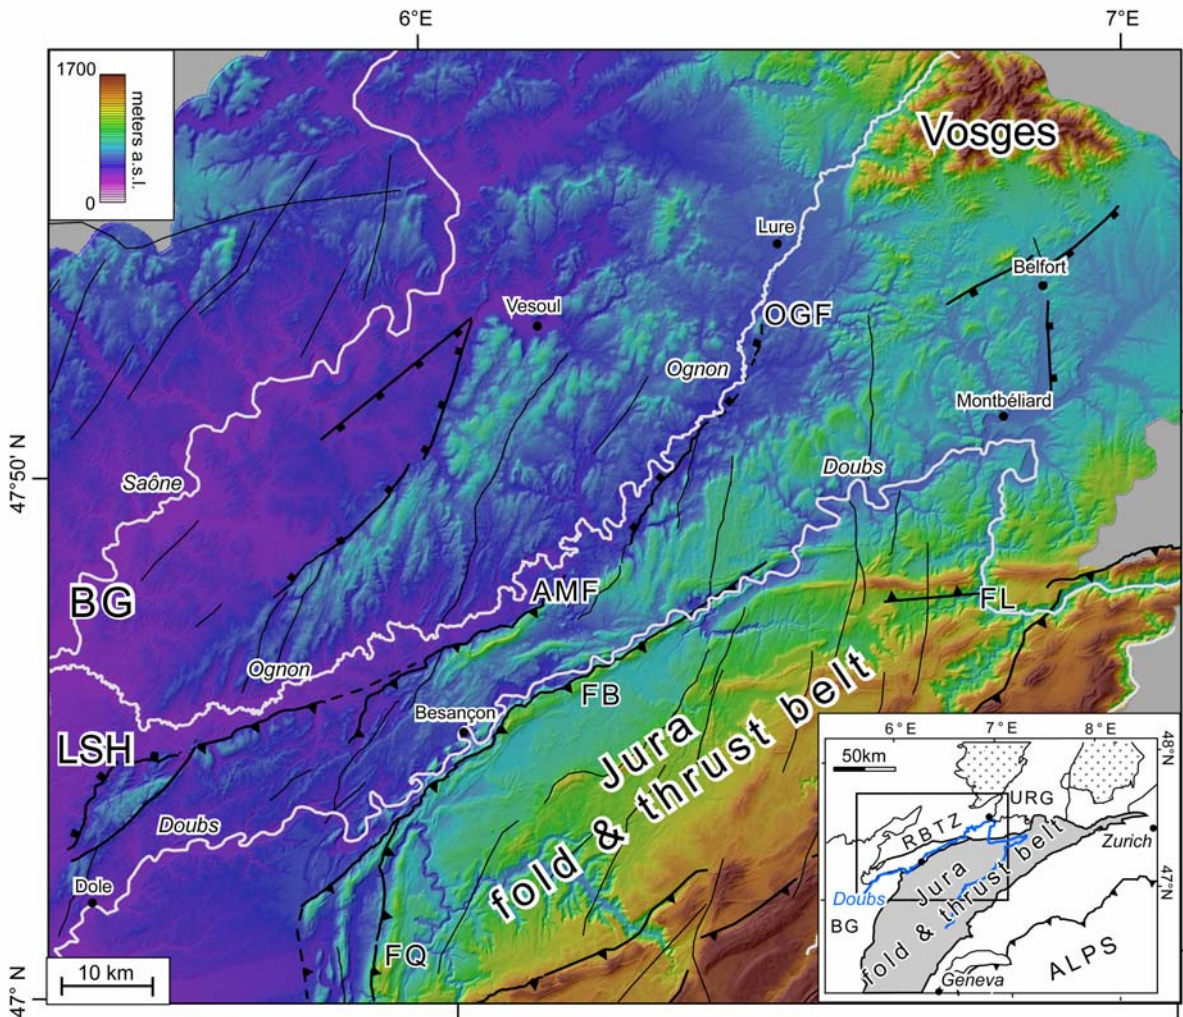 6°E
7°E
1700
meters a.s.l.
0
Vosges
Lure
Belfort
Vesoul
OGF
Ognon
Montbéliard
47°50' N
Saône
Doubs
BG
AMF
FL
Ognon
FB
Besançon
LSH
Jura
fold & thrust belt
Doubs
Dole
FQ
10 km
47° N
6°E
7°E
8°E
48°N
50km
URG
RBTZ
Zurich
Jura
fold & thrust belt
47°N
Doubs
BG
ALPS
Geneva